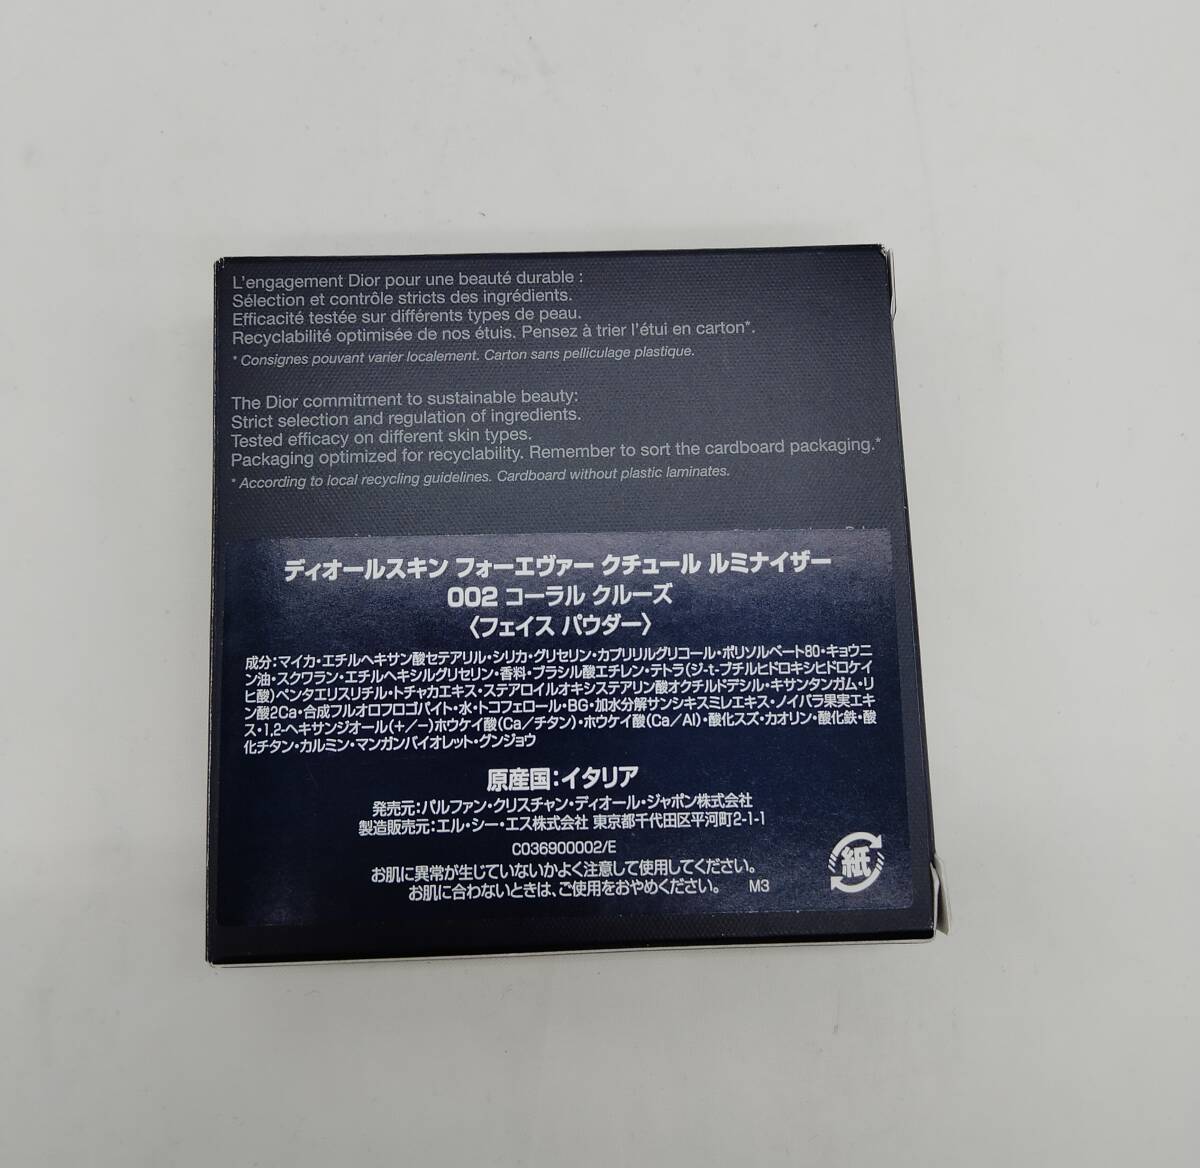 L'engagement Dior pour une beauté durable :
Sélection et contrôle stricts des ingrédients.
Efficacité testée sur différents types de peau.
Recyclabilité optimisée de nos étuis. Pensez à trier l'étui en carton*.
* Consignes pouvant varier localement. Carton sans pelliculage plastique.
The Dior commitment to sustainable beauty:
Strict selection and regulation of ingredients.
Tested efficacy on different skin types.
Packaging optimized for recyclability. Remember to sort the cardboard packaging.*
* According to local recycling guidelines. Cardboard without plastic laminates.
ディオールスキン フォーエヴァー クチュール ルミナイザー
002 コーラル クルーズ
〈フェイス パウダー〉
成分:マイカ・エチルヘキサン酸セテアリル・シリカ・グリセリン・カプリリルグリコール・ポリソルベート80・キョウニ
ン油・スクワラン・エチルヘキシルグリセリン・香料・ブラシル酸エチレン・テトラ(ジ-t-ブチルヒドロキシヒドロケイ
ヒ酸)ペンタエリスリチル・トチャカエキス・ステアロイルオキシステアリン酸オクチルドデシル・キサンタンガム・リ
ン酸2Ca・合成フルオロフロゴパイト・水・トコフェロール・BG・加水分解サンシキスミレエキス・ノイバラ果実エキ
ス・1,2-ヘキサンジオール(+/-)ホウケイ酸(Ca/チタン)・ホウケイ酸(Ca/Al)・酸化スズ・カオリン・酸化鉄・酸
化チタン・カルミン・マンガンバイオレット・グンジョウ
原産国:イタリア
発売元:パルファン・クリスチャン・ディオール・ジャポン株式会社
製造販売元:エル・シー・エス株式会社 東京都千代田区平河町2-1-1
C036900002/E
お肌に異常が生じていないかよく注意して使用してください。
お肌に合わないときは、ご使用をおやめください。 M3
紙